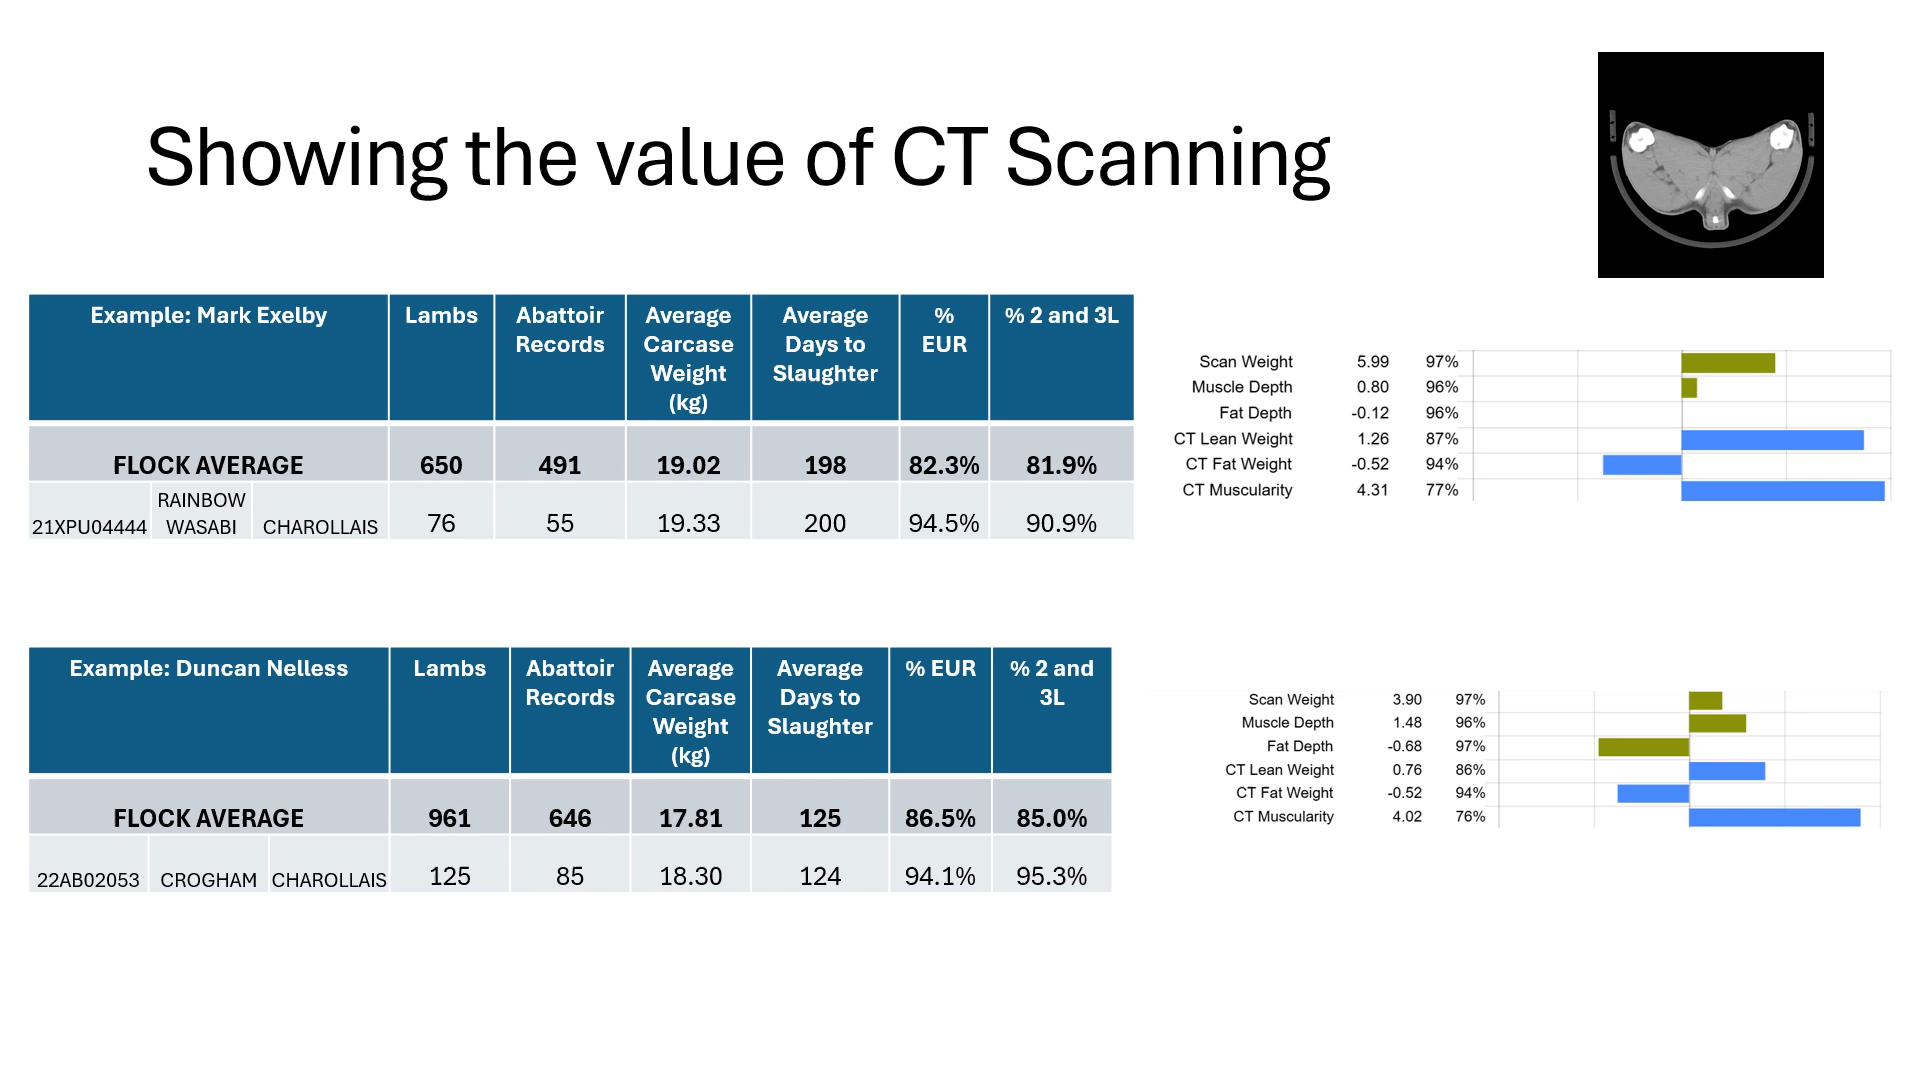 Showing the value of CT Scanning
Example: Mark Exelby Lambs Abattoir Records Average Carcase Weight (kg) Average Days to Slaughter % EUR % 2 and 3L
FLOCK AVERAGE 650 491 19.02 198 82.3% 81.9%
21XPU04444 RAINBOW WASABI CHAROLLAIS 76 55 19.33 200 94.5% 90.9%
Scan Weight 5.99 97%
Muscle Depth 0.80 96%
Fat Depth -0.12 96%
CT Lean Weight 1.26 87%
CT Fat Weight -0.52 94%
CT Muscularity 4.31 77%
Example: Duncan Nelless Lambs Abattoir Records Average Carcase Weight (kg) Average Days to Slaughter % EUR % 2 and 3L
FLOCK AVERAGE 961 646 17.81 125 86.5% 85.0%
22AB02053 CROGHAM CHAROLLAIS 125 85 18.30 124 94.1% 95.3%
Scan Weight 3.90 97%
Muscle Depth 1.48 96%
Fat Depth -0.68 97%
CT Lean Weight 0.76 86%
CT Fat Weight -0.52 94%
CT Muscularity 4.02 76%